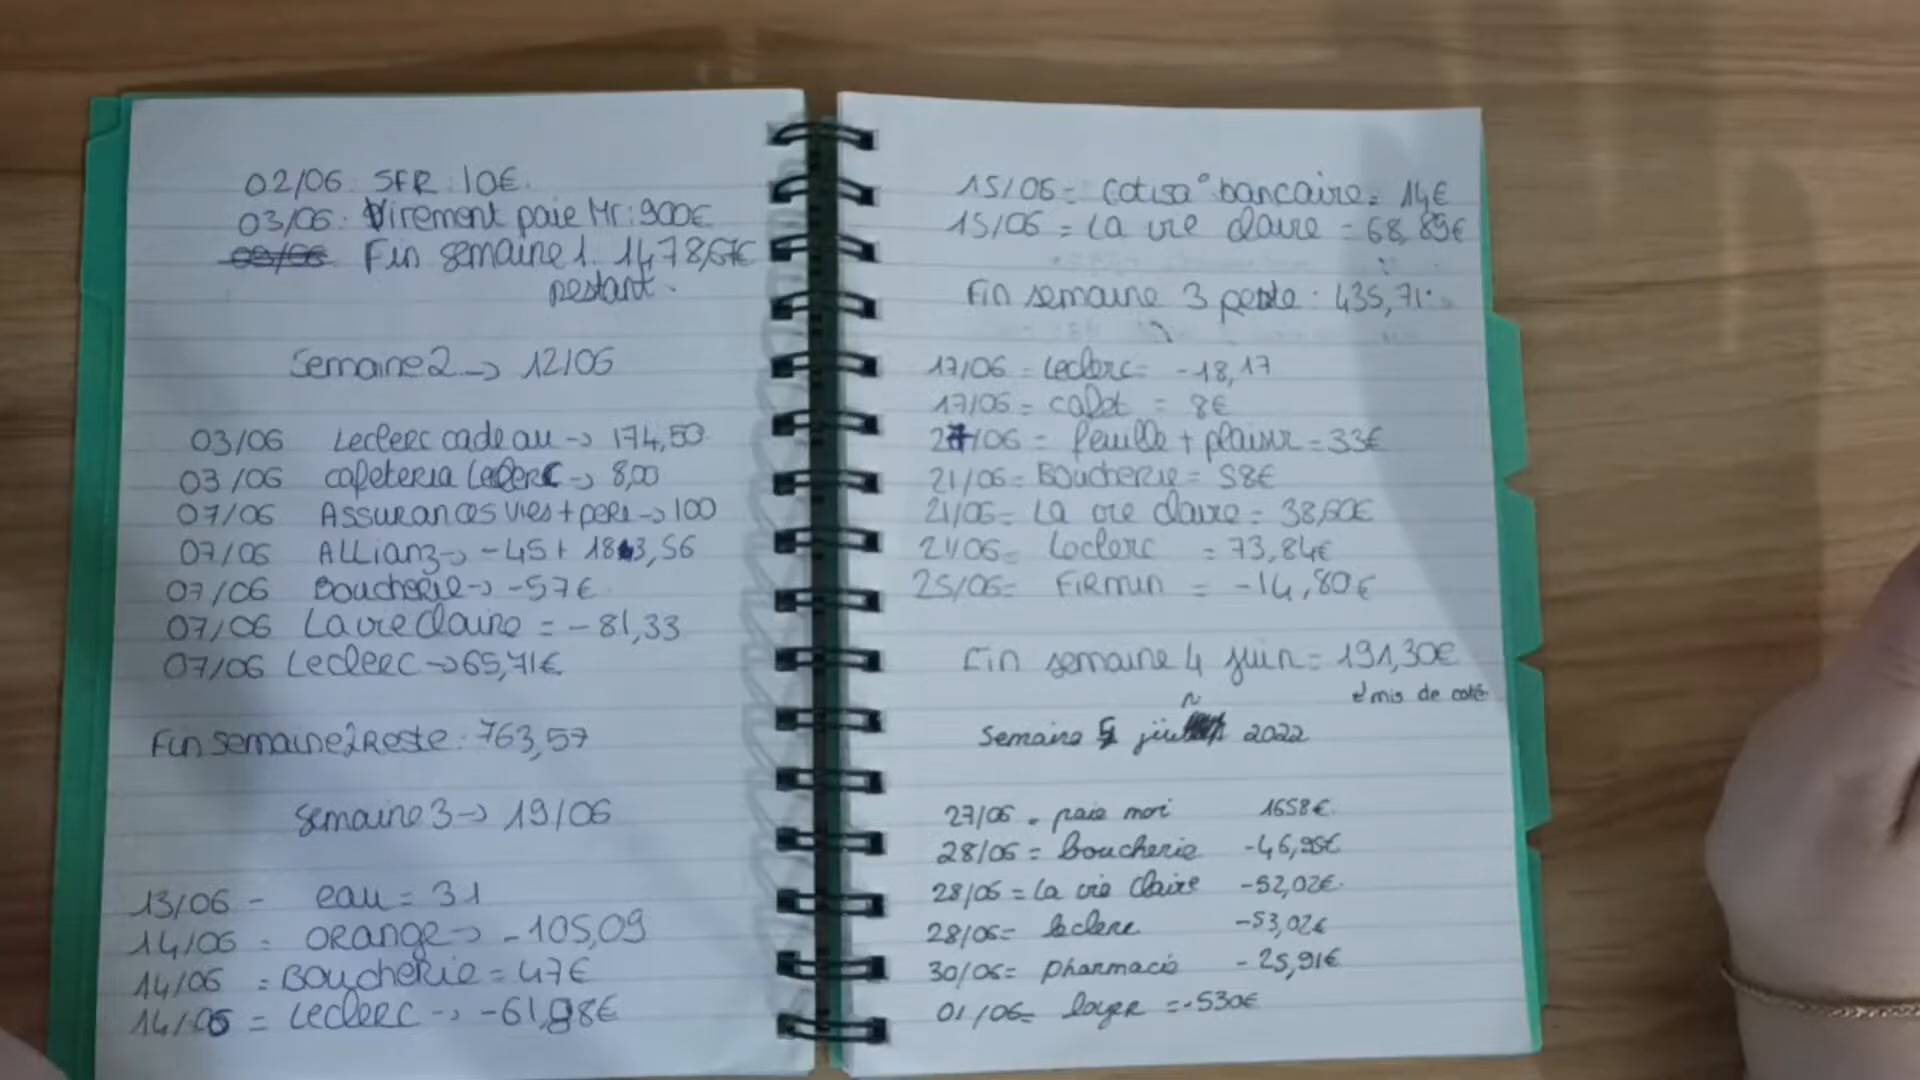 02/06 SFR : 10€
03/06 : Virement paie Mr : 900€
Fin semaine 1. 1478,67€
restant.
Semaine 2 -> 12/06
03/06 Leclerc cadeau -> 174,50
03/06 cafeteria Leclerc -> 8,00
07/06 Assurances vies + peri -> 100
07/06 ALLianz -> -45+ 183,56
07/06 Boucherie -> -57€
07/06 La vie Claire = -81,33
07/06 Leclerc -> 65,71€
Fin semaine 2 Reste : 763,57
semaine 3 -> 19/06
13/06 - eau = 31
14/06 = orange -> -105,09
14/06 = Boucherie = 47€
14/06 = Leclerc -> -61,98€
15/06 = cotisa° bancaire = 14€
15/06 = La vie claire = 68,89€
Fin semaine 3 reste : 435,71
17/06 = Leclerc = -18,17
17/06 = = 8€
21/06 = feuille + plaisir = 33€
21/06 = Boucherie = 58€
21/06 = La vie claire = 38,60€
21/06 = Leclerc = 73,84€
25/06 = Firmin = -14,80€
Fin semaine 4 juin = 191,30€
mis de coté
Semaine 5 juin 2022
27/06 = paie moi 1658€
28/06 = boucherie -46,95€
28/06 = La vie Claire -52,02€
28/06 = leclerc -53,02€
30/06 = pharmacie -25,91€
01/06 = loyer = -530€